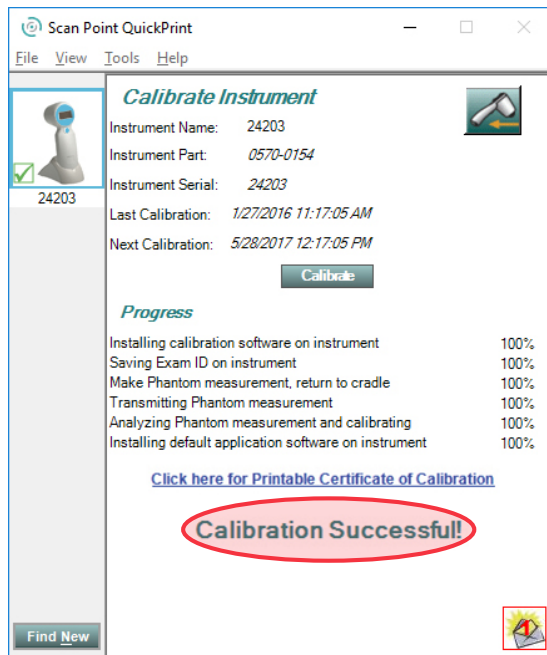 Scan Point QuickPrint
File View Tools Help
24203
Calibrate Instrument
Instrument Name: 24203
Instrument Part: 0570-0154
Instrument Serial: 24203
Last Calibration: 1/27/2016 11:17:05 AM
Next Calibration: 5/28/2017 12:17:05 PM
Calibrate
Progress
Installing calibration software on instrument 100%
Saving Exam ID on instrument 100%
Make Phantom measurement, return to cradle 100%
Transmitting Phantom measurement 100%
Analyzing Phantom measurement and calibrating 100%
Installing default application software on instrument 100%
Click here for Printable Certificate of Calibration
Calibration Successful!
Find New
1